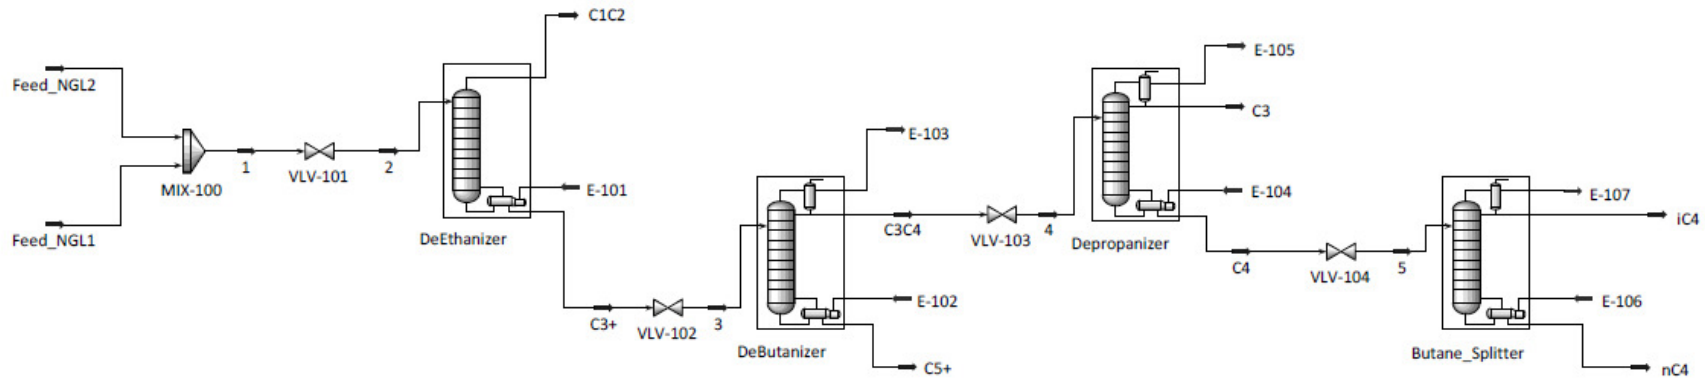 C1C2
Feed_NGL2
MIX-100
1
VLV-101
2
E-101
Feed_NGL1
DeEthanizer
C3+
VLV-102
3
E-103
E-102
DeButanizer
C5+
C3C4
VLV-103
4
E-105
C3
E-104
Depropanizer
C4
VLV-104
5
E-107
iC4
E-106
Butane_Splitter
nC4